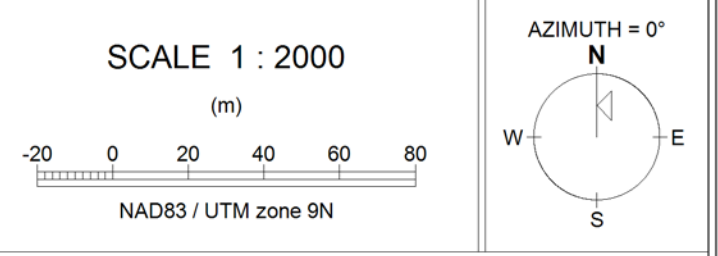 SCALE 1 : 2000
(m)
-20 0 20 40 60 80
NAD83 / UTM zone 9N
AZIMUTH = 0°
N
W E
S